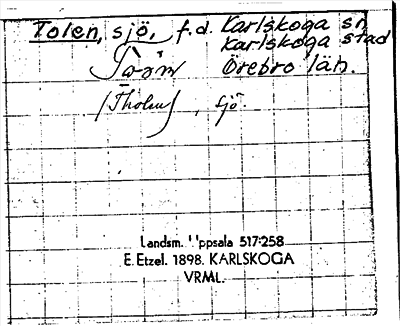 Tolen, sjö, f.d. Karlskoga sn
Karlskoga stad
Örebro län.
(Tholen), sjö.
Landsm. Uppsala 517:258
E. Etzel. 1898. KARLSKOGA
VRML.